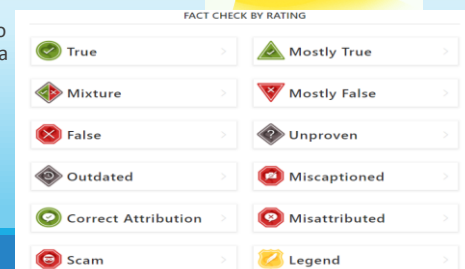 FACT CHECK BY RATING
True
Mostly True
Mixture
Mostly False
False
Unproven
Outdated
Miscaptioned
Correct Attribution
Misattributed
Scam
Legend